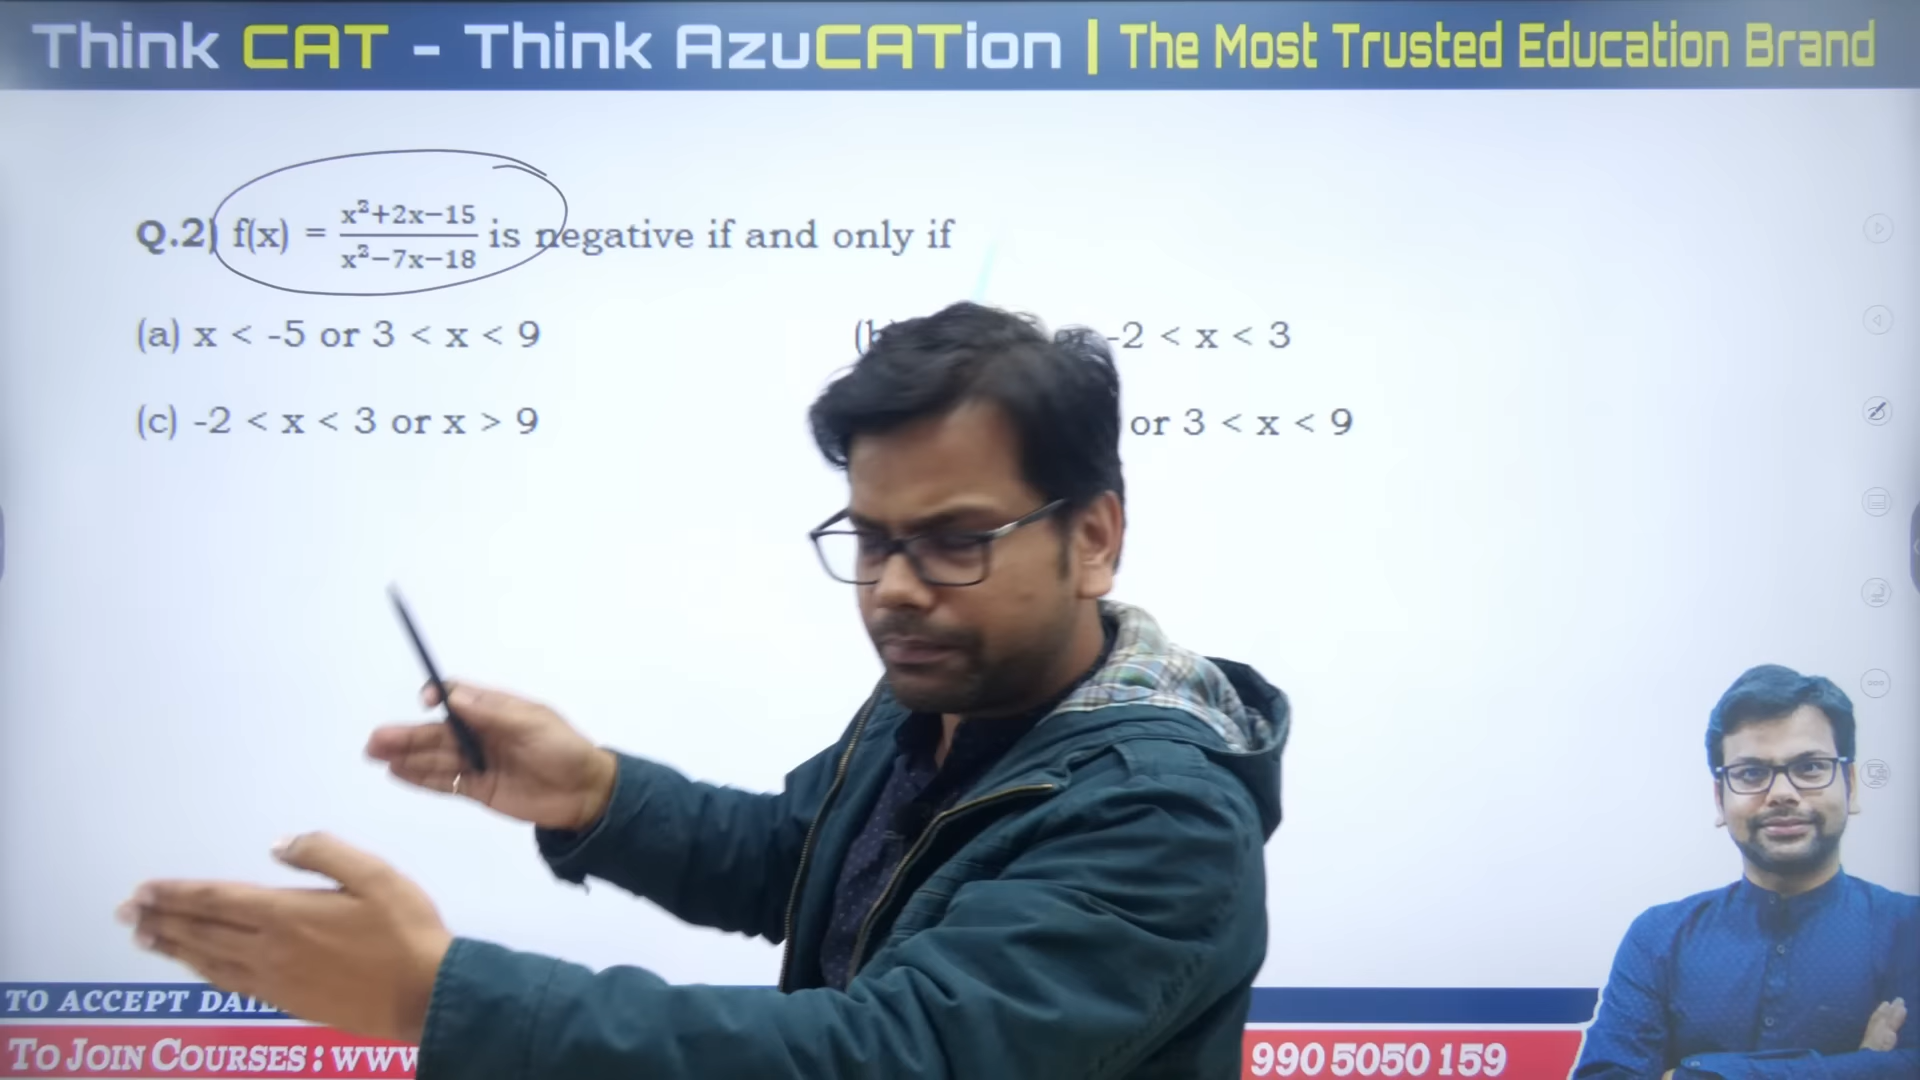 Think CAT - Think AzuCATion | The Most Trusted Education Brand
Q.2) f(x) = x²+2x−15 / x²−7x−18 is negative if and only if
(a) x < -5 or 3 < x < 9
-2 < x < 3
(c) -2 < x < 3 or x > 9
or 3 < x < 9
TO ACCEPT
TO JOIN COURSES : WWW
990 5050 159